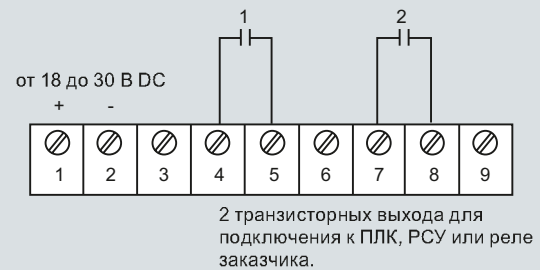 1 2
от 18 до 30 В DC
+ -
1 2 3 4 5 6 7 8 9
2 транзисторных выхода для
подключения к ПЛК, РСУ или реле
заказчика.